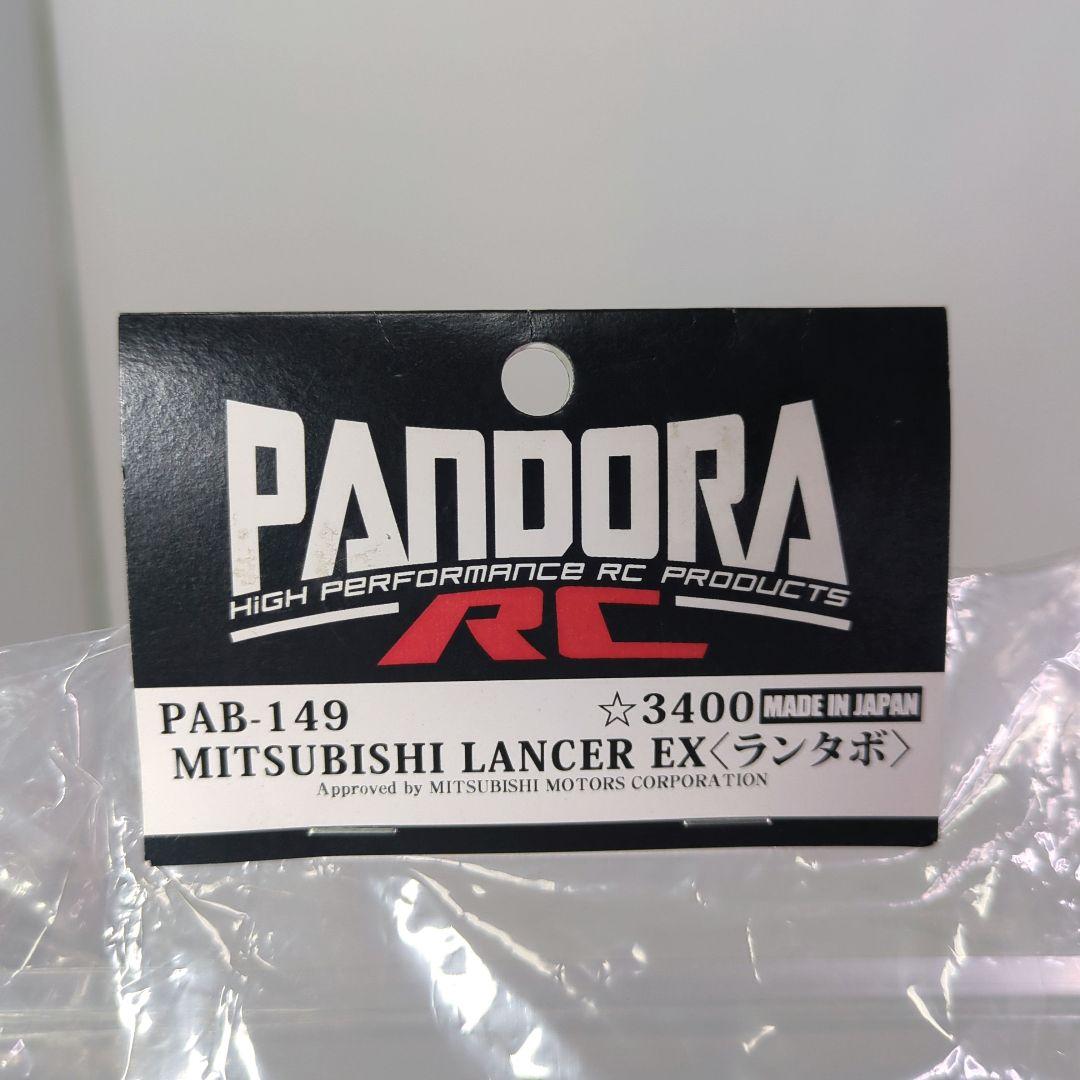 PANDORA
HIGH PERFORMANCE RC PRODUCTS
RC
PAB-149 ☆3400 MADE IN JAPAN
MITSUBISHI LANCER EX〈ランタボ〉
Approved by MITSUBISHI MOTORS CORPORATION